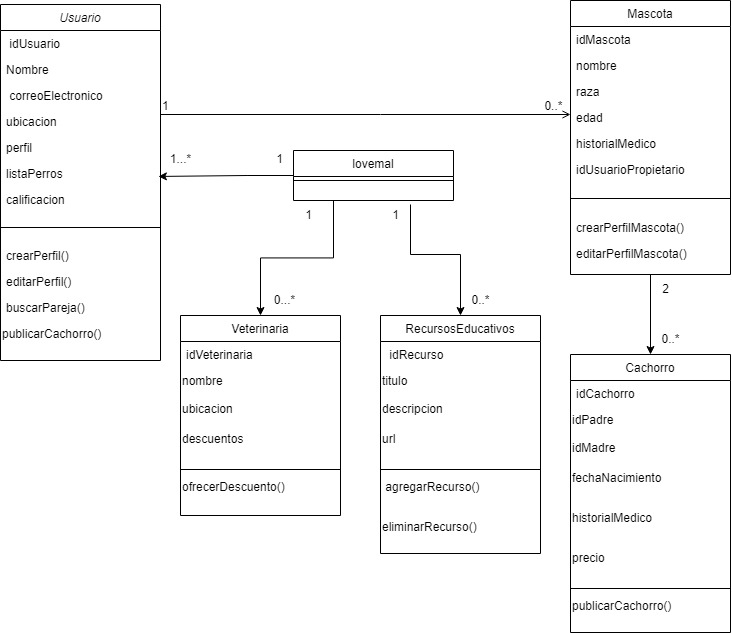 Usuario
idUsuario
Nombre
correoElectronico
ubicacion
perfil
listaPerros
calificacion
crearPerfil()
editarPerfil()
buscarPareja()
publicarCachorro()
1
0..*
Mascota
idMascota
nombre
raza
edad
historialMedico
idUsuarioPropietario
crearPerfilMascota()
editarPerfilMascota()
1...*
1
lovemal
1
1
0...*
0..*
2
0..*
Veterinaria
idVeterinaria
nombre
ubicacion
descuentos
ofrecerDescuento()
RecursosEducativos
idRecurso
titulo
descripcion
url
agregarRecurso()
eliminarRecurso()
Cachorro
idCachorro
idPadre
idMadre
fechaNacimiento
historialMedico
precio
publicarCachorro()